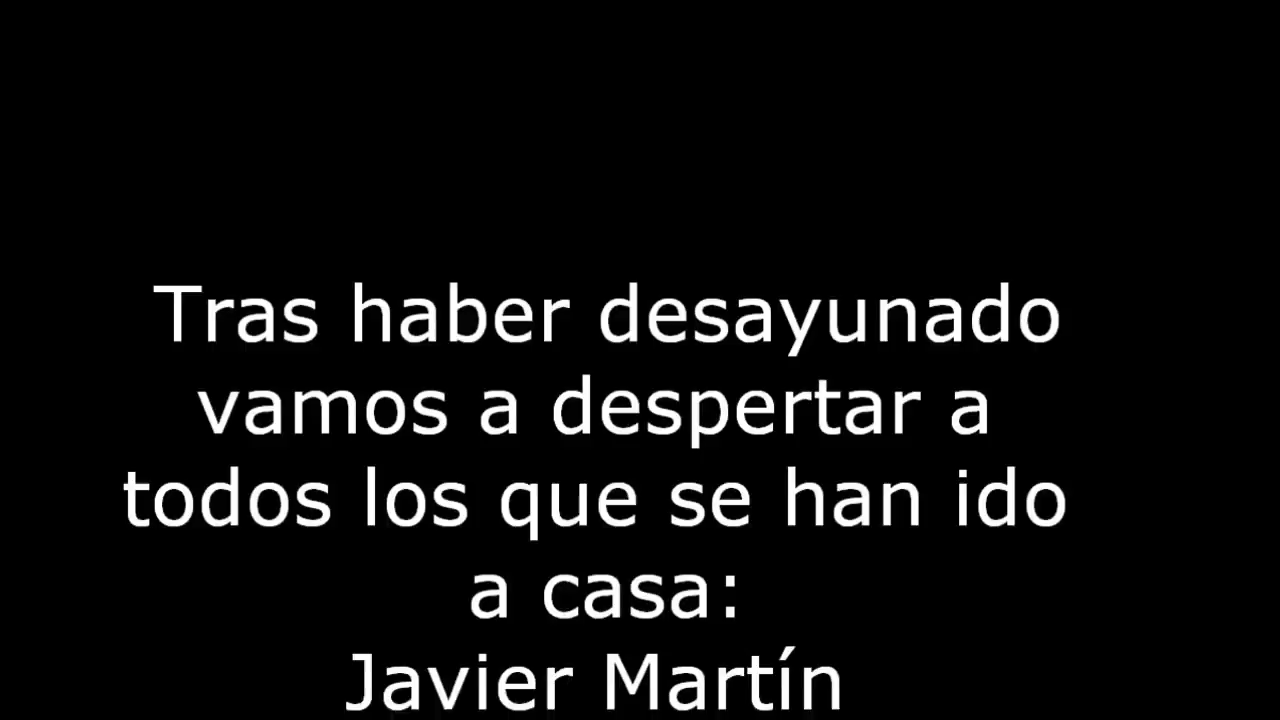 Tras haber desayunado
vamos a despertar a
todos los que se han ido
a casa:
Javier Martín